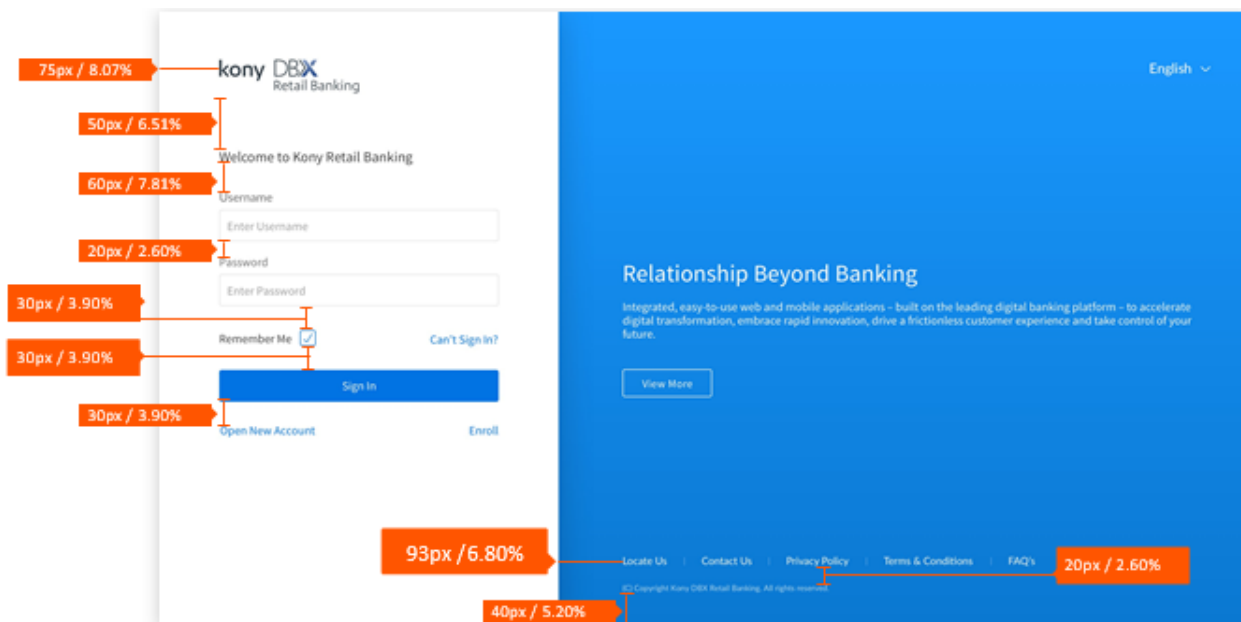 75px / 8.07%
kony DBX
Retail Banking
English
50px / 6.51%
Welcome to Kony Retail Banking
60px / 7.81%
Username
Enter Username
20px / 2.60%
Password
Enter Password
30px / 3.90%
Remember Me
Can't Sign In?
30px / 3.90%
Sign In
30px / 3.90%
Open New Account
Enroll
Relationship Beyond Banking
Integrated, easy-to-use web and mobile applications – built on the leading digital banking platform – to accelerate
digital transformation, embrace rapid innovation, drive a frictionless customer experience and take control of your
future.
View More
93px /6.80%
Locate Us | Contact Us | Privacy Policy | Terms & Conditions | FAQ's
20px / 2.60%
(C) Copyright Kony DBX Retail Banking. All rights reserved.
40px / 5.20%